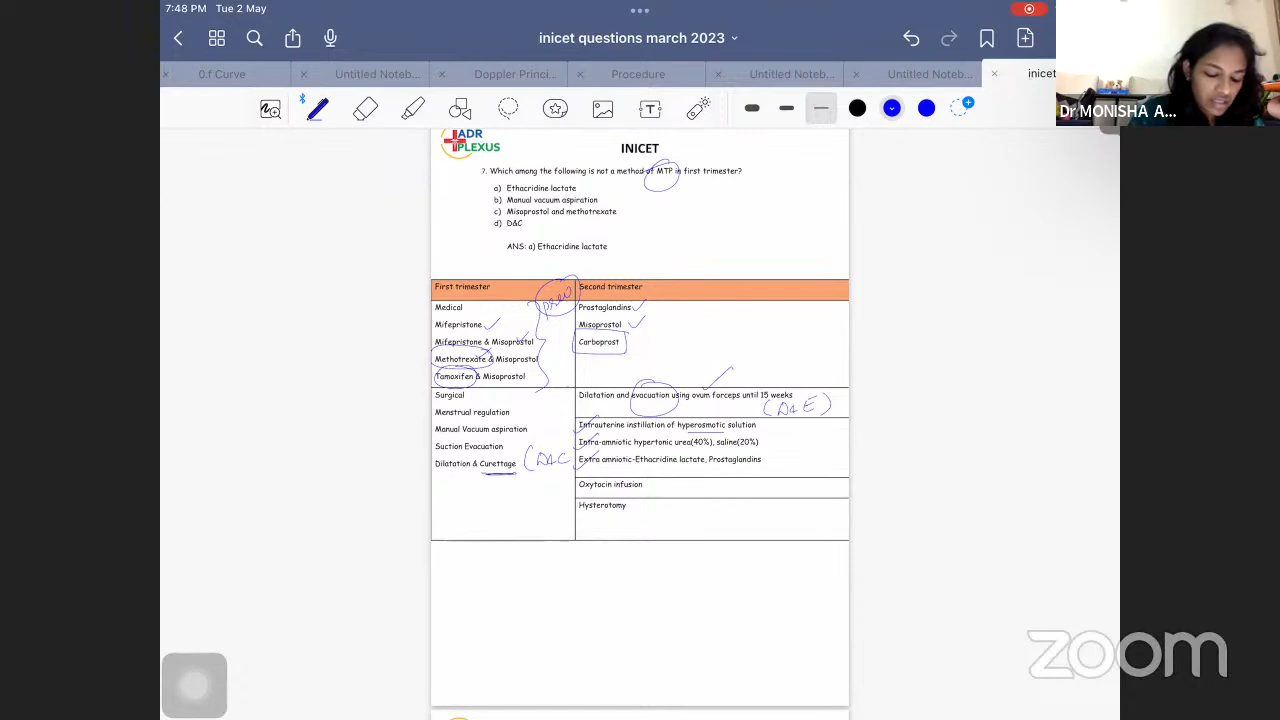 7:48 PM Tue 2 May
inicet questions march 2023
0.f Curve
Untitled Noteb...
Doppler Princi...
Procedure
Untitled Noteb...
Untitled Noteb...
inicet
Dr MONISHA A...
ADR
PLEXUS
INICET
7. Which among the following is not a method of MTP in first trimester?
a) Ethacridine lactate
b) Manual vacuum aspiration
c) Misoprostol and methotrexate
d) D&C
ANS: a) Ethacridine lactate
First trimester
Second trimester
Medical
Mifepristone
Mifepristone & Misoprostol
Methotrexate & Misoprostol
Tamoxifen & Misoprostol
Prostaglandins
Misoprostol
Carboprost
Surgical
Menstrual regulation
Manual Vacuum aspiration
Suction Evacuation
Dilatation & Curettage
(D&C
Dilatation and evacuation using ovum forceps until 15 weeks
(D&E)
Intrauterine instillation of hyperosmotic solution
Intra-amniotic hypertonic urea(40%), saline(20%)
Extra amniotic-Ethacridine lactate, Prostaglandins
Oxytocin infusion
Hysterotomy
zoom